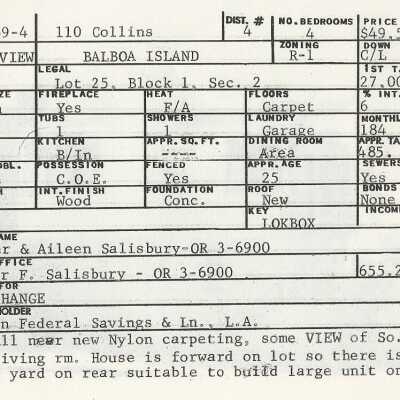 DIST. # NO. BEDROOMS PRICE
9-4 110 Collins 4 4 $49.5
ZONING DOWN
VIEW BALBOA ISLAND R-1 C/L
LEGAL 1ST T.
Lot 25, Block 1, Sec. 2 27,00
ZE FIREPLACE HEAT FLOORS % INT.
Yes F/A Carpet 6
TUBS SHOWERS LAUNDRY MONTHL
1 1 Garage 184
KITCHEN APPR.SQ.FT. DINING ROOM APPR. TA
B/In ---- Area 485.
BL. POSSESSION FENCED APPR. AGE SEWERS
C.O.E. Yes 25 Yes
INT. FINISH FOUNDATION ROOF BONDS
Wood Conc. New None
KEY INCOME
LOKBOX
NAME
r & Aileen Salisbury-OR 3-6900
OFFICE
r F. Salisbury - OR 3-6900 655.2
FOR
HANGE
HOLDER
n Federal Savings & Ln., L.A.
ll near new Nylon carpeting, some VIEW of So.
iving rm. House is forward on lot so there is
yard on rear suitable to build large unit on